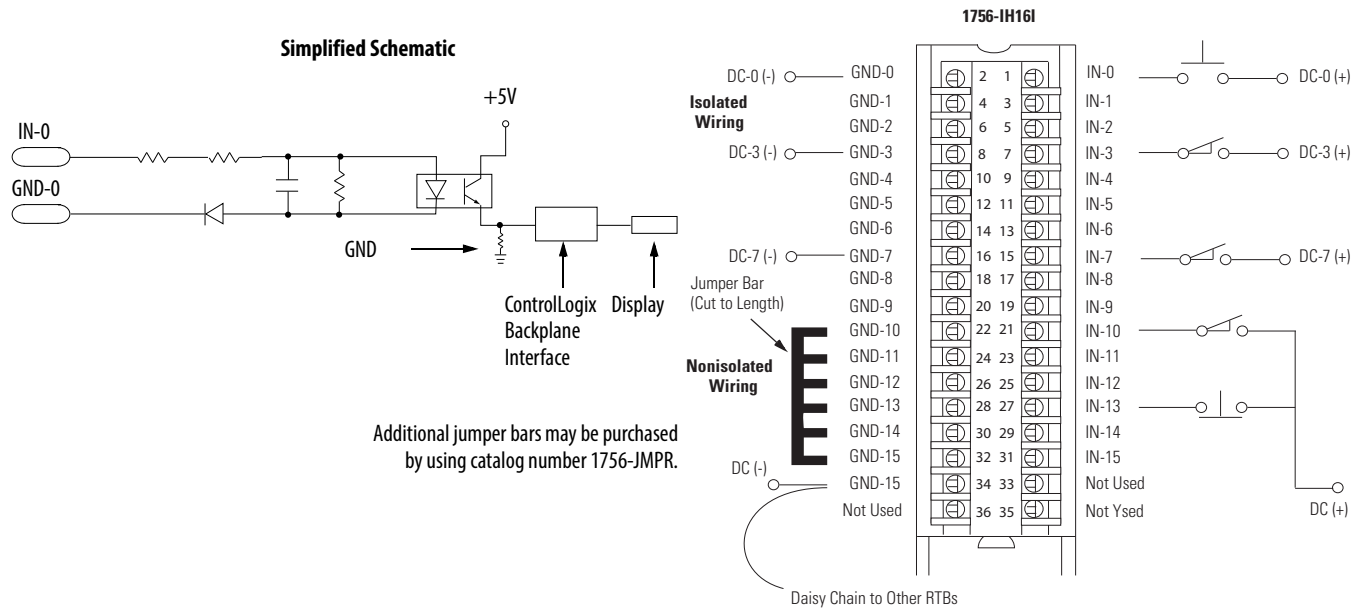 1756-IH16I
Simplified Schematic
+5V
IN-0
GND-0
GND
ControlLogix
Backplane
Interface
Display
Additional jumper bars may be purchased
by using catalog number 1756-JMPR.
Isolated
Wiring
Jumper Bar
(Cut to Length)
Nonisolated
Wiring
DC-0 (-) GND-0 2 1 IN-0 DC-0 (+)
GND-1 4 3 IN-1
GND-2 6 5 IN-2
DC-3 (-) GND-3 8 7 IN-3 DC-3 (+)
GND-4 10 9 IN-4
GND-5 12 11 IN-5
GND-6 14 13 IN-6
DC-7 (-) GND-7 16 15 IN-7 DC-7 (+)
GND-8 18 17 IN-8
GND-9 20 19 IN-9
GND-10 22 21 IN-10
GND-11 24 23 IN-11
GND-12 26 25 IN-12
GND-13 28 27 IN-13
GND-14 30 29 IN-14
GND-15 32 31 IN-15
DC (-) GND-15 34 33 Not Used
Not Used 36 35 Not Ysed DC (+)
Daisy Chain to Other RTBs